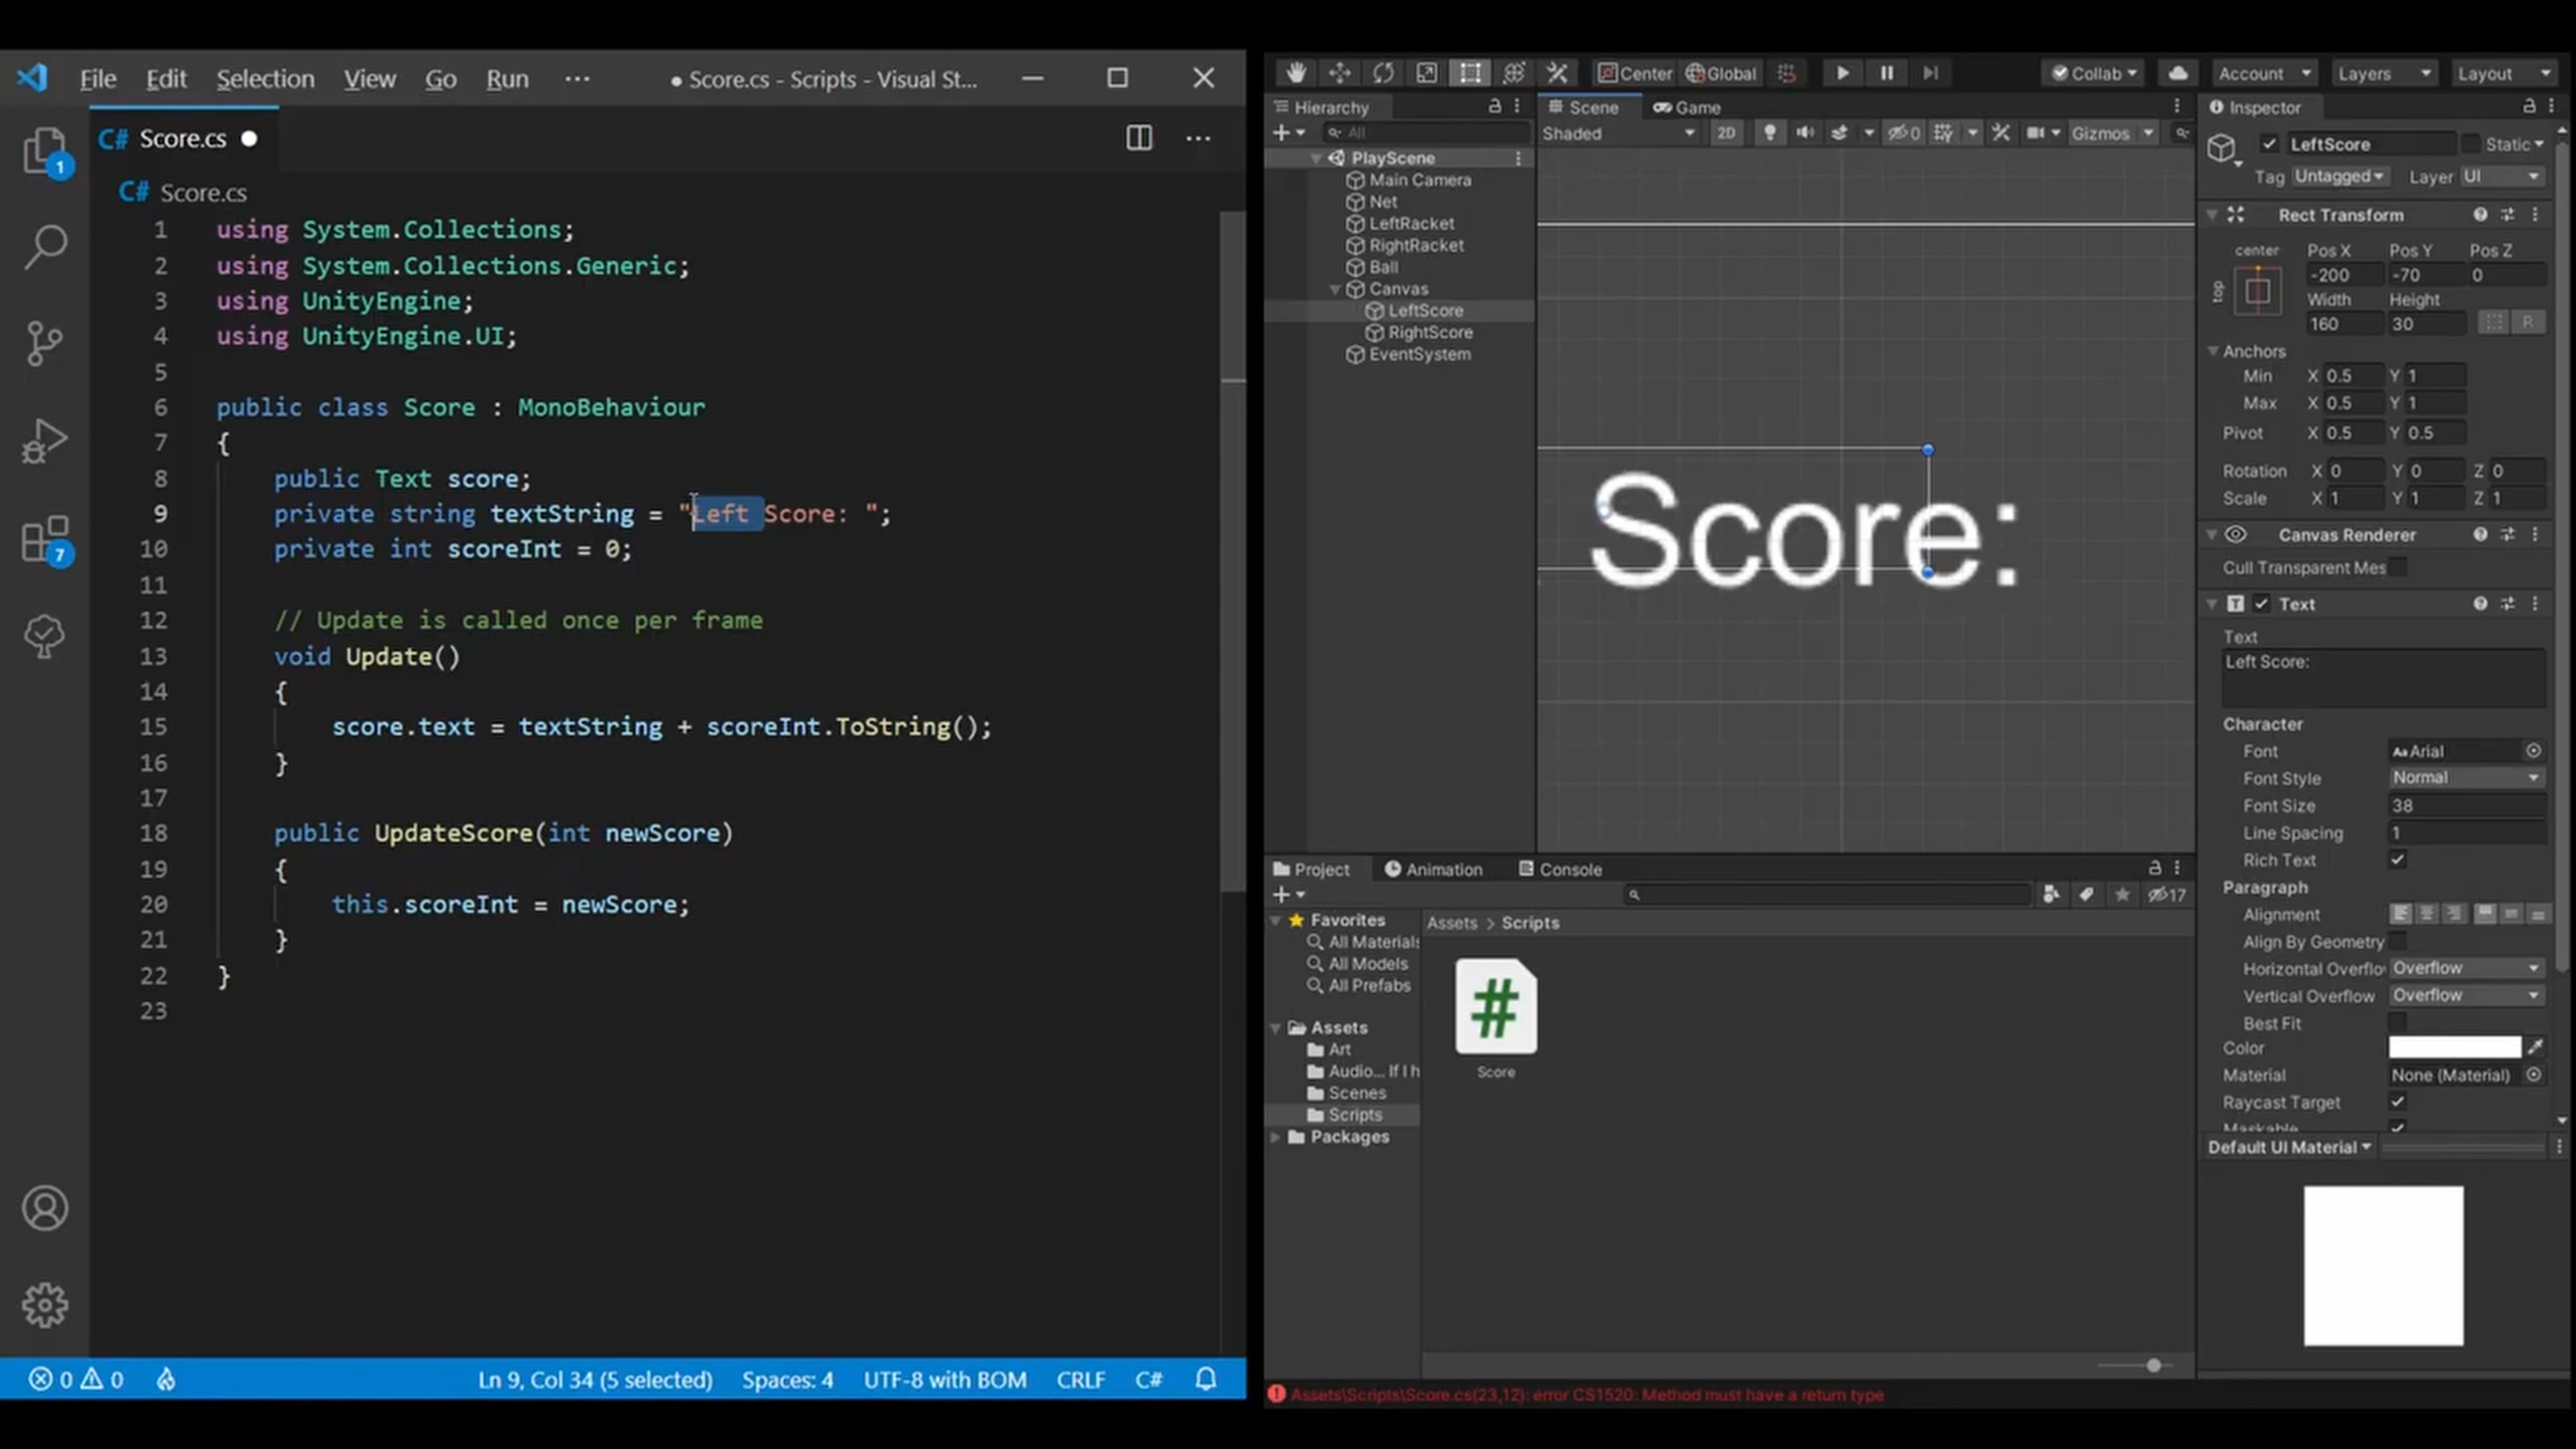 File Edit Selection View Go Run ··· ● Score.cs - Scripts - Visual St...
C# Score.cs ●
C# Score.cs
1
1 using System.Collections;
2 using System.Collections.Generic;
3 using UnityEngine;
4 using UnityEngine.UI;
5
6 public class Score : MonoBehaviour
7 {
8 public Text score;
9 private string textString = "Left Score: ";
10 private int scoreInt = 0;
11
12 // Update is called once per frame
13 void Update()
14 {
15 score.text = textString + scoreInt.ToString();
16 }
17
18 public UpdateScore(int newScore)
19 {
20 this.scoreInt = newScore;
21 }
22 }
23
7
0 0 Ln 9, Col 34 (5 selected) Spaces: 4 UTF-8 with BOM CRLF C#
Center Global Collab Account Layers Layout
Hierarchy
All
PlayScene
Main Camera
Net
LeftRacket
RightRacket
Ball
Canvas
LeftScore
RightScore
EventSystem
Scene Game
Shaded 2D 0 Gizmos
Score:
Inspector
LeftScore Static
Tag Untagged Layer UI
Rect Transform
center Pos X Pos Y Pos Z
top -200 -70 0
Width Height
160 30 R
Anchors
Min X 0.5 Y 1
Max X 0.5 Y 1
Pivot X 0.5 Y 0.5
Rotation X 0 Y 0 Z 0
Scale X 1 Y 1 Z 1
Canvas Renderer
Cull Transparent Mes
T Text
Text
Left Score:
Character
Font Aa Arial
Font Style Normal
Font Size 38
Line Spacing 1
Rich Text
Paragraph
Alignment
Align By Geometry
Horizontal Overflo Overflow
Vertical Overflow Overflow
Best Fit
Color
Material None (Material)
Raycast Target
Maskable
Default UI Material
Project Animation Console
17
Favorites
All Materials
All Models
All Prefabs
Assets
Art
Audio... If I h
Scenes
Scripts
Packages
Assets > Scripts
#
Score
Assets\Scripts\Score.cs(23,12): error CS1520: Method must have a return type